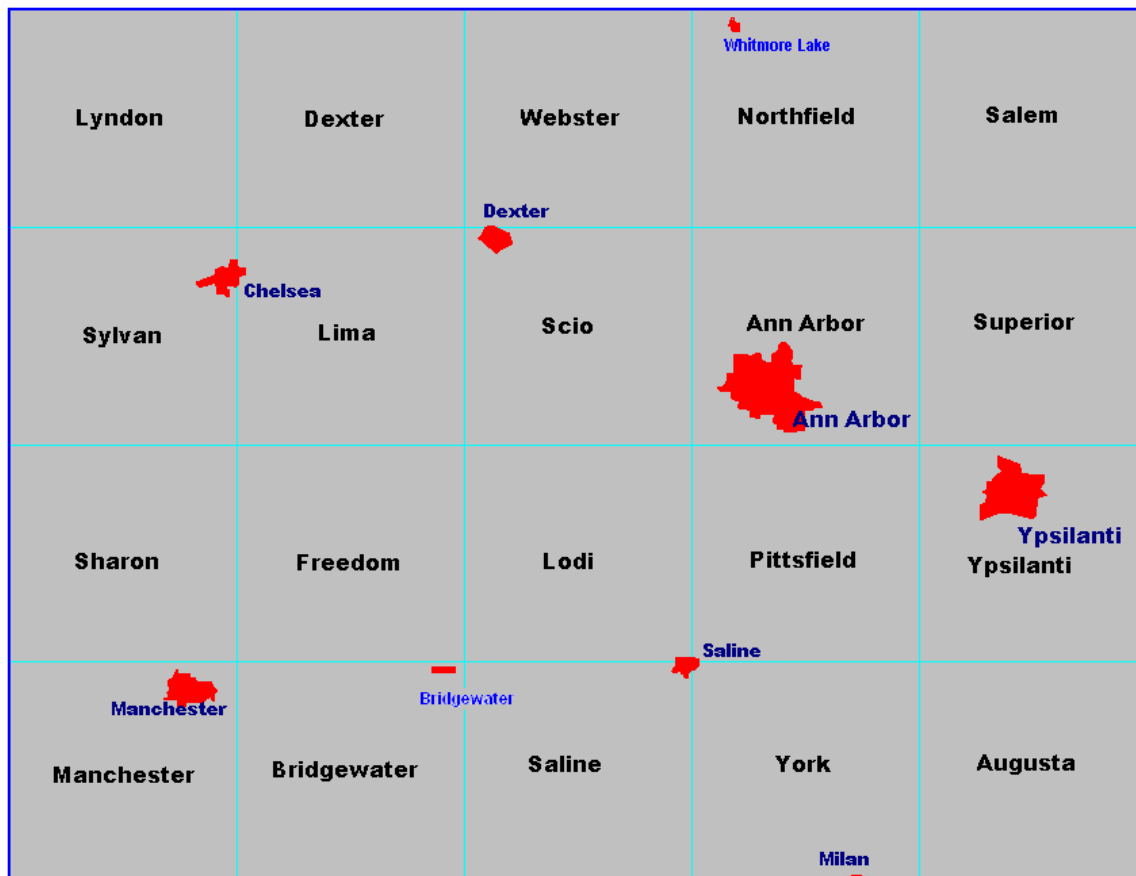 Whitmore Lake
Lyndon
Dexter
Webster
Northfield
Salem
Dexter
Chelsea
Sylvan
Lima
Scio
Ann Arbor
Superior
Ann Arbor
Ypsilanti
Sharon
Freedom
Lodi
Pittsfield
Ypsilanti
Saline
Bridgewater
Manchester
Manchester
Bridgewater
Saline
York
Augusta
Milan